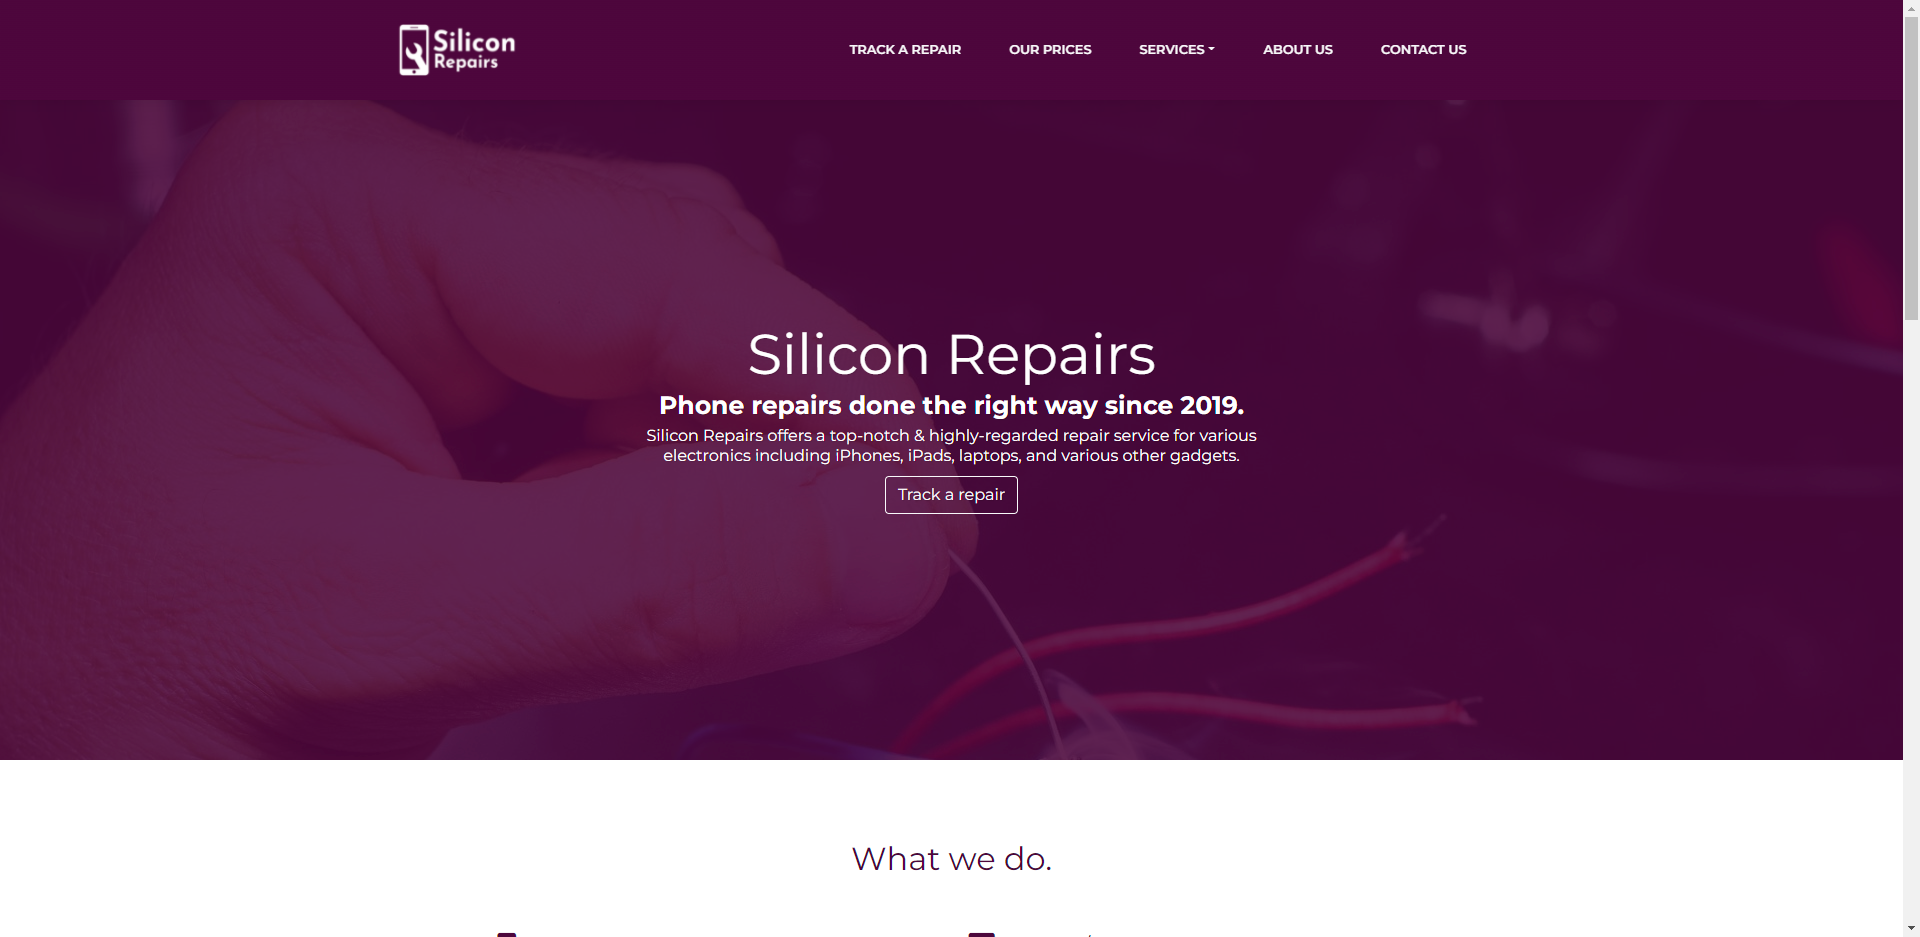 Silicon
Repairs
TRACK A REPAIR
OUR PRICES
SERVICES
ABOUT US
CONTACT US
Silicon Repairs
Phone repairs done the right way since 2019.
Silicon Repairs offers a top-notch & highly-regarded repair service for various
electronics including iPhones, iPads, laptops, and various other gadgets.
Track a repair
What we do.